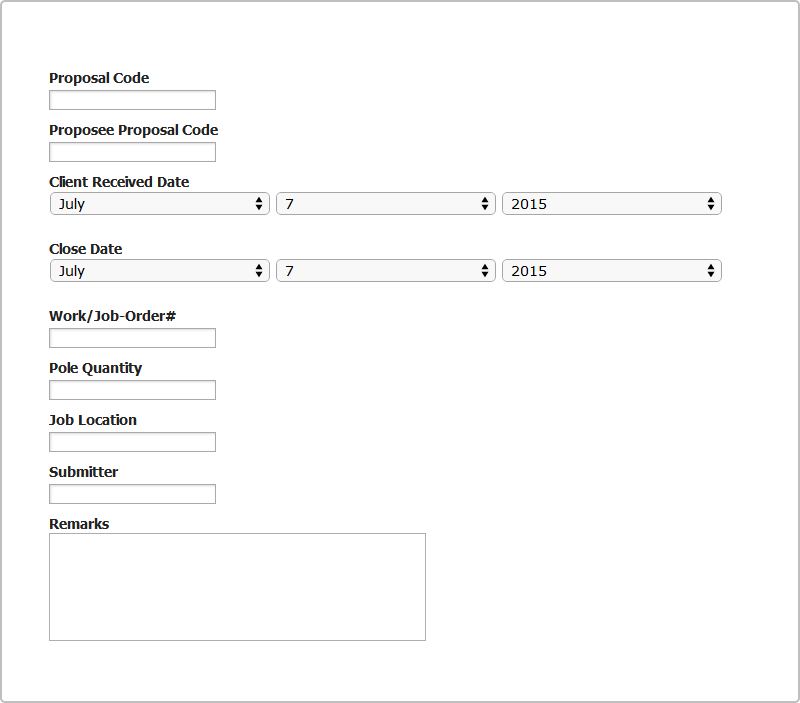 Proposal Code
Proposee Proposal Code
Client Received Date
July 7 2015
Close Date
July 7 2015
Work/Job-Order#
Pole Quantity
Job Location
Submitter
Remarks